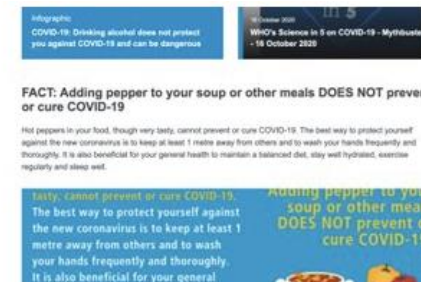 Infographic
COVID-19: Drinking alcohol does not protect
you against COVID-19 and can be dangerous
in 5
16 October 2020
WHO's Science in 5 on COVID-19 - Mythbuste
- 16 October 2020
FACT: Adding pepper to your soup or other meals DOES NOT preve
or cure COVID-19
Hot peppers in your food, though very tasty, cannot prevent or cure COVID-19. The best way to protect yourself
against the new coronavirus is to keep at least 1 metre away from others and to wash your hands frequently and
thoroughly. It is also beneficial for your general health to maintain a balanced diet, stay well hydrated, exercise
regularly and sleep well.
tasty, cannot prevent or cure COVID-19.
The best way to protect yourself against
the new coronavirus is to keep at least 1
metre away from others and to wash
your hands frequently and thoroughly.
It is also beneficial for your general
Adding pepper to yo
soup or other mea
DOES NOT prevent o
cure COVID-1